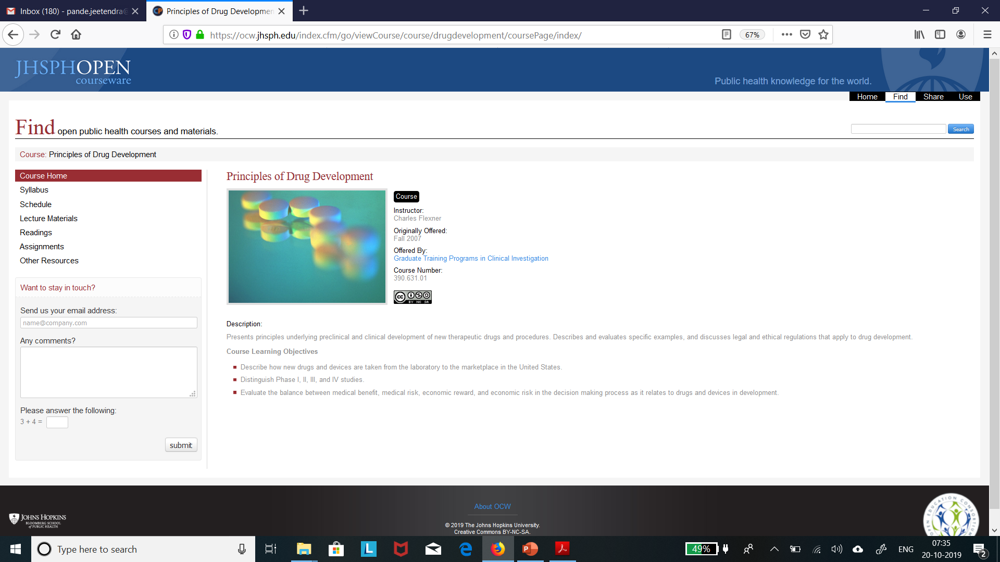 Inbox (180) - pande.jeetendra@
Principles of Drug Developmen
https://ocw.jhsph.edu/index.cfm/go/viewCourse/course/drugdevelopment/coursePage/index/
67%
JHSPHOPEN
courseware
Public health knowledge for the world.
Home Find Share Use
Find open public health courses and materials.
Search
Course: Principles of Drug Development
Course Home
Syllabus
Schedule
Lecture Materials
Readings
Assignments
Other Resources
Want to stay in touch?
Send us your email address:
name@company.com
Any comments?
Please answer the following:
3 + 4 =
submit
Principles of Drug Development
Course
Instructor:
Charles Flexner
Originally Offered:
Fall 2007
Offered By:
Graduate Training Programs in Clinical Investigation
Course Number:
390.631.01
cc
BY NC SA
Description:
Presents principles underlying preclinical and clinical development of new therapeutic drugs and procedures. Describes and evaluates specific examples, and discusses legal and ethical regulations that apply to drug development.
Course Learning Objectives
Describe how new drugs and devices are taken from the laboratory to the marketplace in the United States.
Distinguish Phase I, II, III, and IV studies.
Evaluate the balance between medical benefit, medical risk, economic reward, and economic risk in the decision making process as it relates to drugs and devices in development.
About OCW
JOHNS HOPKINS
BLOOMBERG SCHOOL
of PUBLIC HEALTH
© 2019 The Johns Hopkins University.
Creative Commons BY-NC-SA.
OPEN EDUCATION CONSORTIUM
Type here to search
L
49%
ENG
07:35
20-10-2019
2